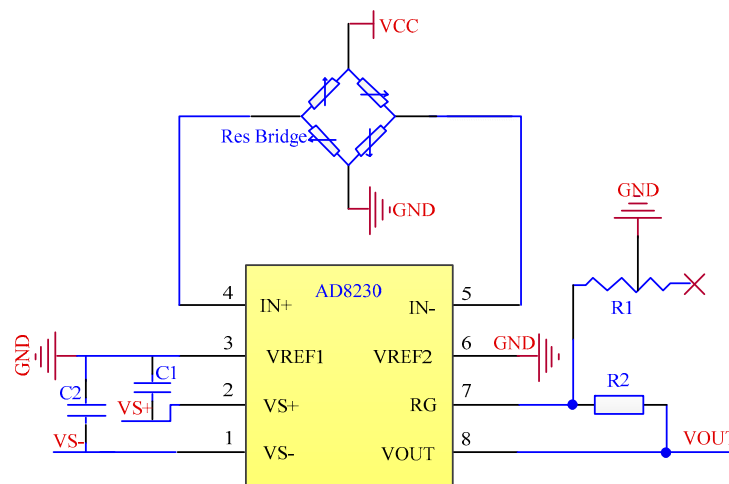 VCC
Res Bridge
GND
GND
AD8230
R1
4
IN+
IN-
5
GND
3
VREF1
VREF2
6
GND
C1
C2
VS+
2
VS+
RG
7
R2
VS-
1
VS-
VOUT
8
VOUT